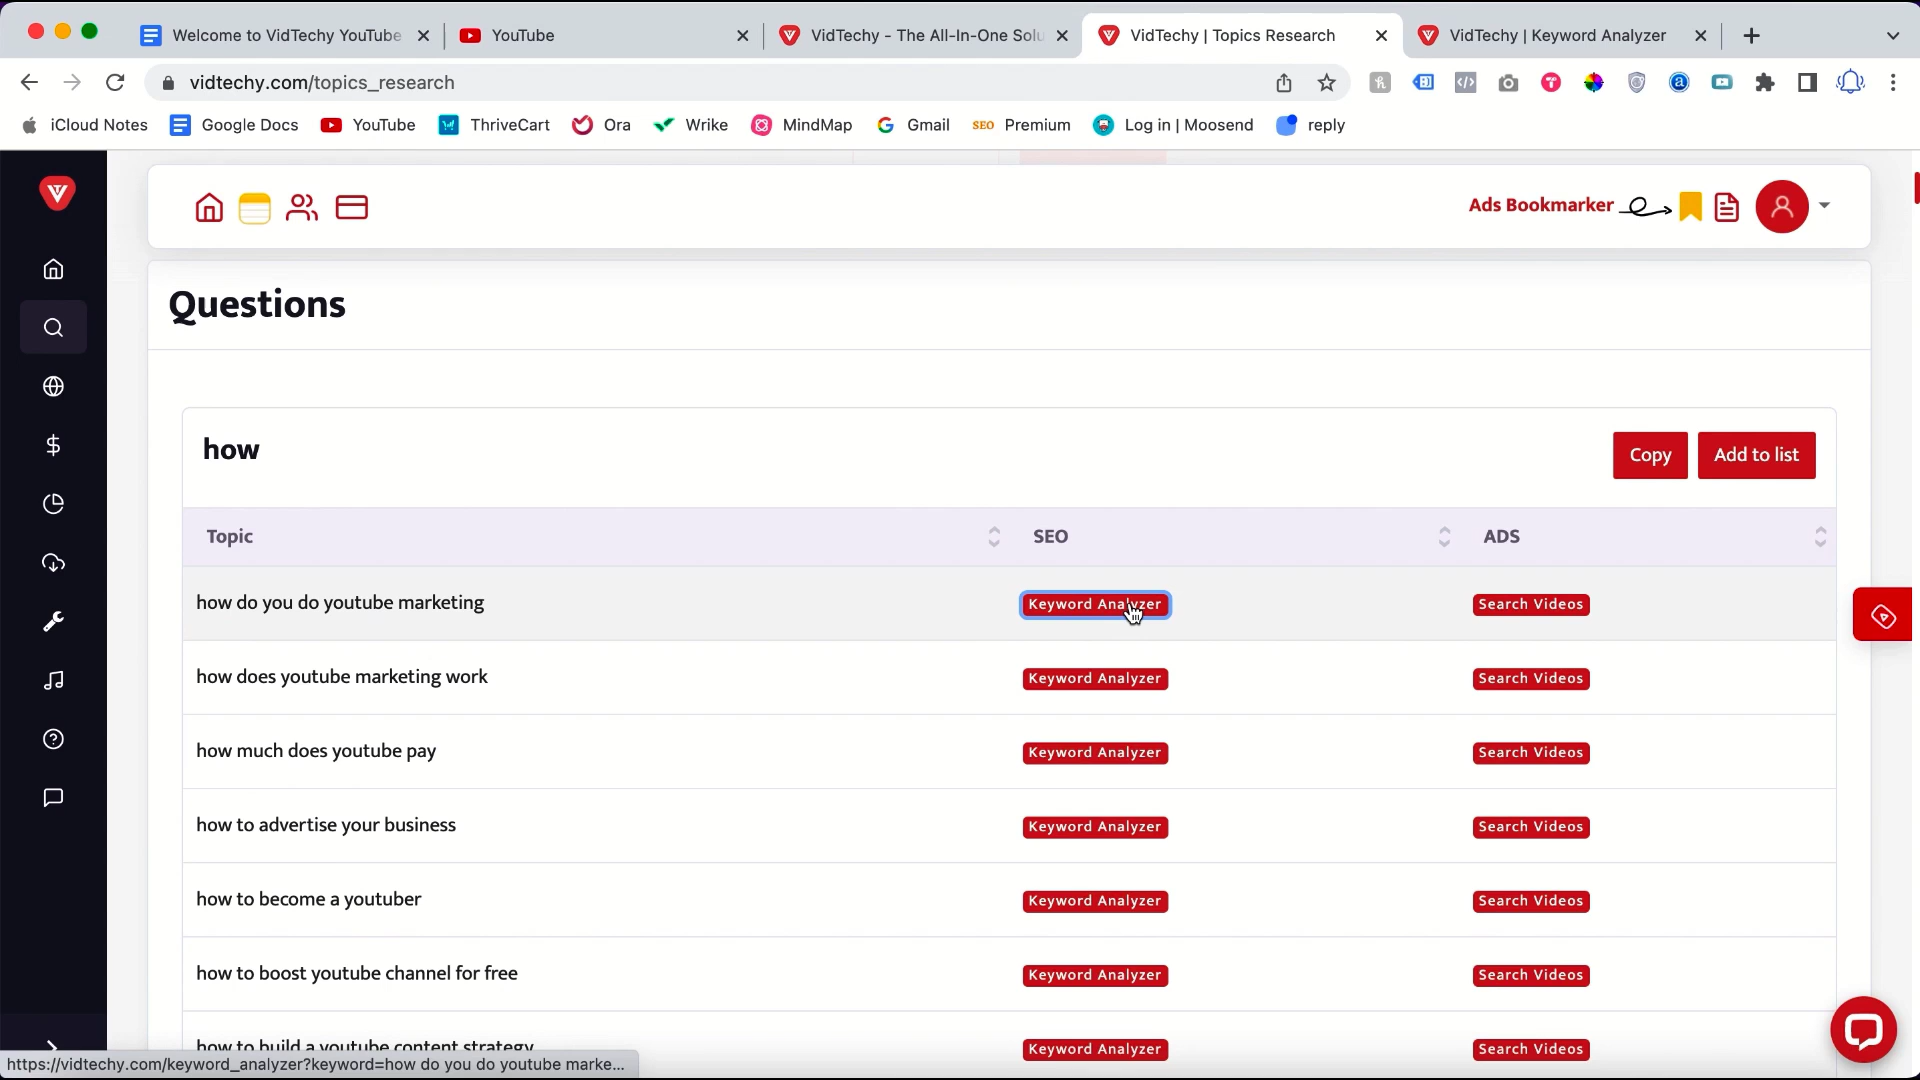 Welcome to VidTechy YouTube
YouTube
VidTechy - The All-In-One Solu
VidTechy | Topics Research
VidTechy | Keyword Analyzer
vidtechy.com/topics_research
iCloud Notes
Google Docs
YouTube
ThriveCart
Ora
Wrike
MindMap
Gmail
SEO Premium
Log in | Moosend
reply
Ads Bookmarker
Questions
how
Copy
Add to list
Topic SEO ADS
how do you do youtube marketing Keyword Analyzer Search Videos
how does youtube marketing work Keyword Analyzer Search Videos
how much does youtube pay Keyword Analyzer Search Videos
how to advertise your business Keyword Analyzer Search Videos
how to become a youtuber Keyword Analyzer Search Videos
how to boost youtube channel for free Keyword Analyzer Search Videos
how to build a youtube content strategy Keyword Analyzer Search Videos
https://vidtechy.com/keyword_analyzer?keyword=how do you do youtube marke...